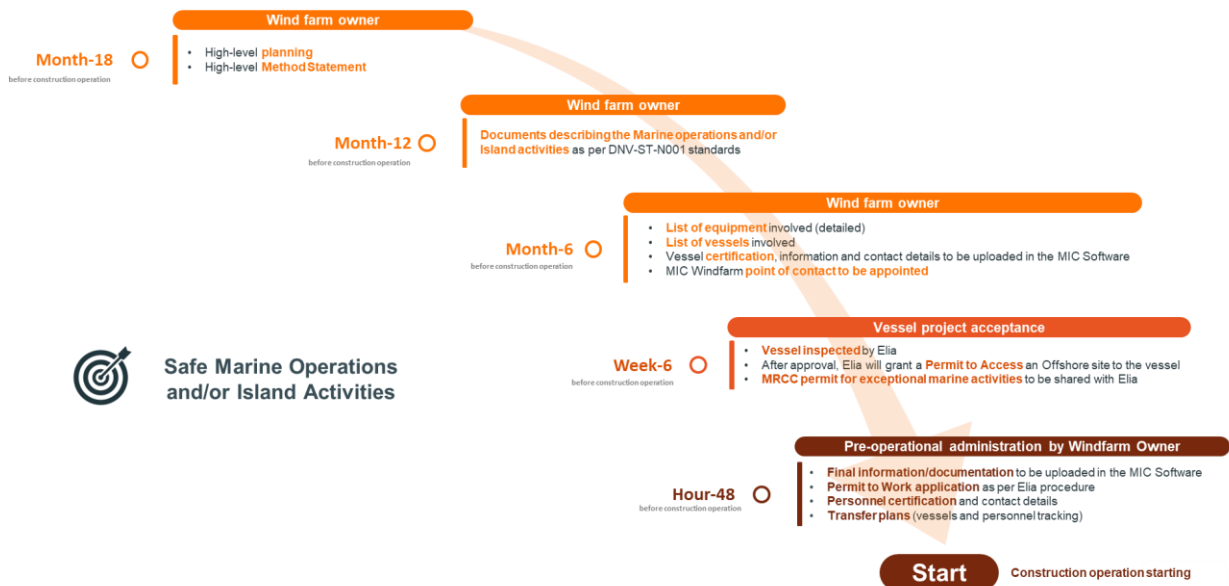 Wind farm owner
Month-18
before construction operation
• High-level planning
• High-level Method Statement
Wind farm owner
Month-12
before construction operation
Documents describing the Marine operations and/or
Island activities as per DNV-ST-N001 standards
Wind farm owner
Month-6
before construction operation
• List of equipment involved (detailed)
• List of vessels involved
• Vessel certification, information and contact details to be uploaded in the MIC Software
• MIC Windfarm point of contact to be appointed
Vessel project acceptance
Week-6
before construction operation
• Vessel inspected by Elia
• After approval, Elia will grant a Permit to Access an Offshore site to the vessel
• MRCC permit for exceptional marine activities to be shared with Elia
Safe Marine Operations
and/or Island Activities
Pre-operational administration by Windfarm Owner
Hour-48
before construction operation
• Final information/documentation to be uploaded in the MIC Software
• Permit to Work application as per Elia procedure
• Personnel certification and contact details
• Transfer plans (vessels and personnel tracking)
Start
Construction operation starting